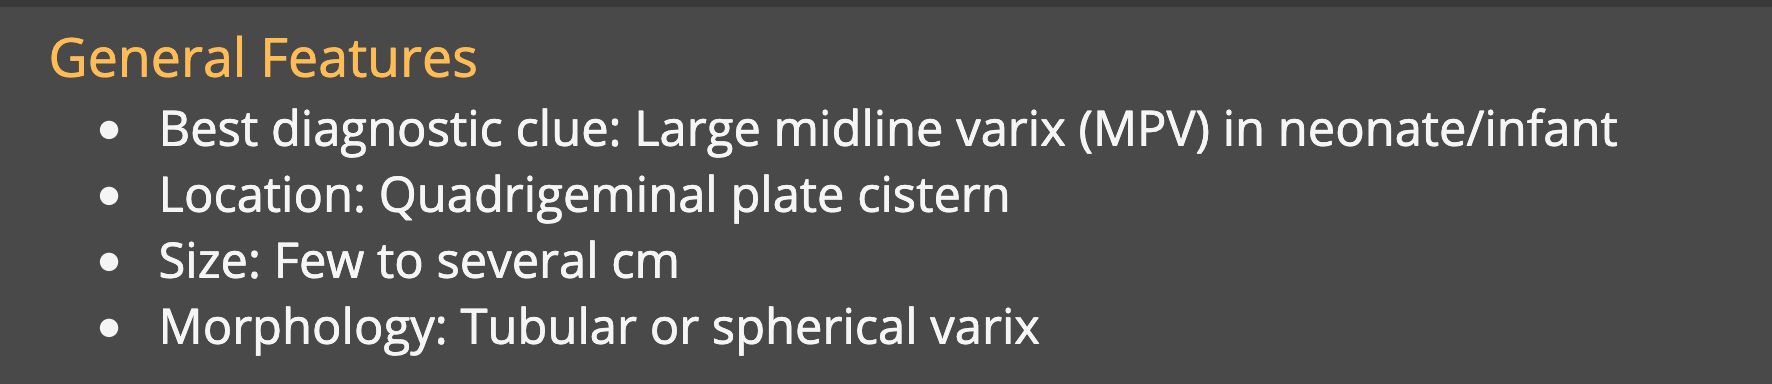 General Features
• Best diagnostic clue: Large midline varix (MPV) in neonate/infant
• Location: Quadrigeminal plate cistern
• Size: Few to several cm
• Morphology: Tubular or spherical varix